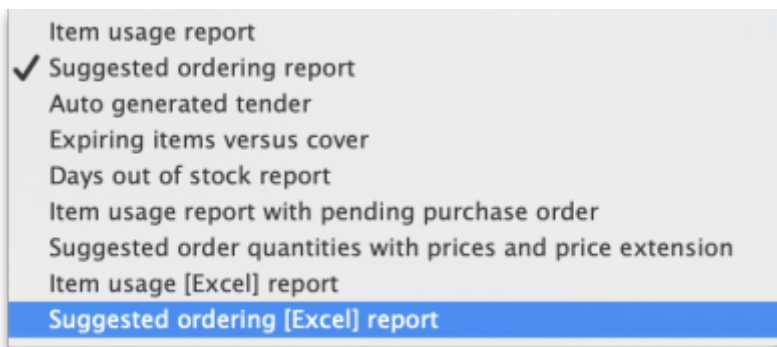 Item usage report
✓ Suggested ordering report
Auto generated tender
Expiring items versus cover
Days out of stock report
Item usage report with pending purchase order
Suggested order quantities with prices and price extension
Item usage [Excel] report
Suggested ordering [Excel] report